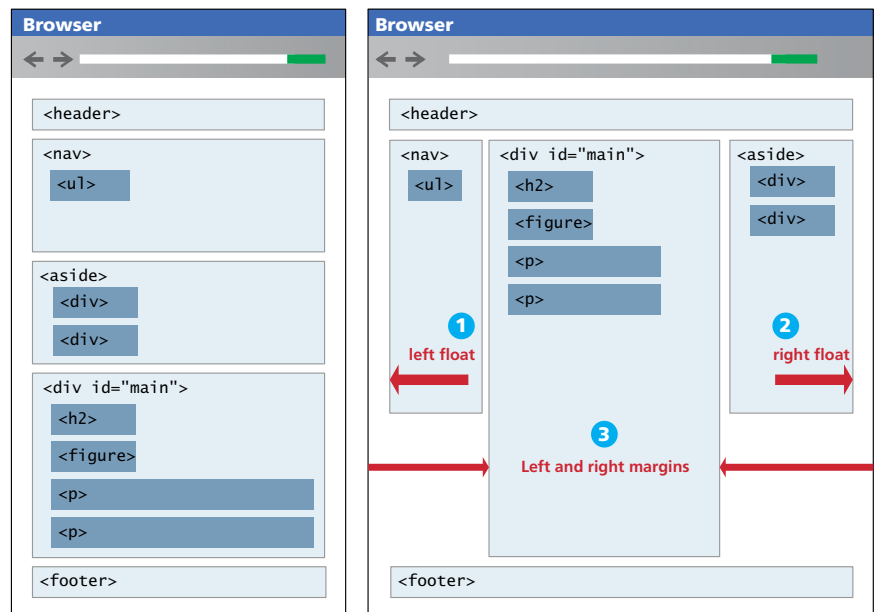 Browser
<header>
<nav>
<ul>
<aside>
<div>
<div>
<div id="main">
<h2>
<figure>
<p>
<p>
<footer>
Browser
<header>
<nav>
<ul>
1
left float
<div id="main">
<h2>
<figure>
<p>
<p>
3
Left and right margins
<aside>
<div>
<div>
2
right float
<footer>